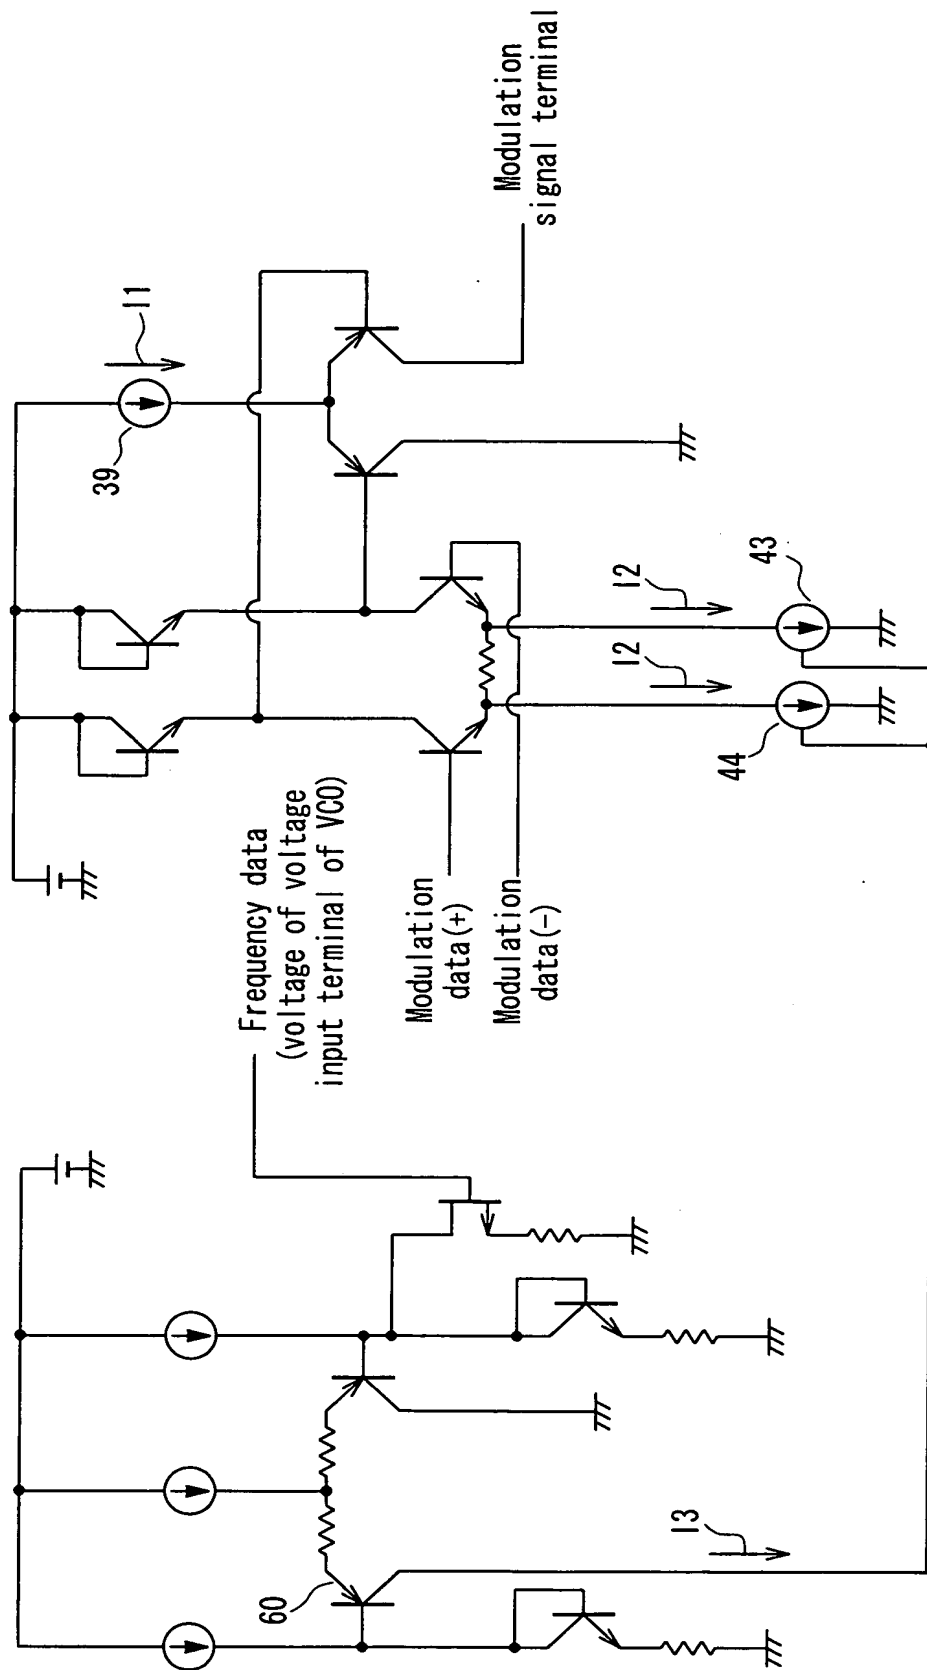 Frequency data
(voltage of voltage
input terminal of VCO)
Modulation
data(+)
Modulation
data(-)
39
I1
Modulation
signal terminal
44
I2
I2
43
60
I3